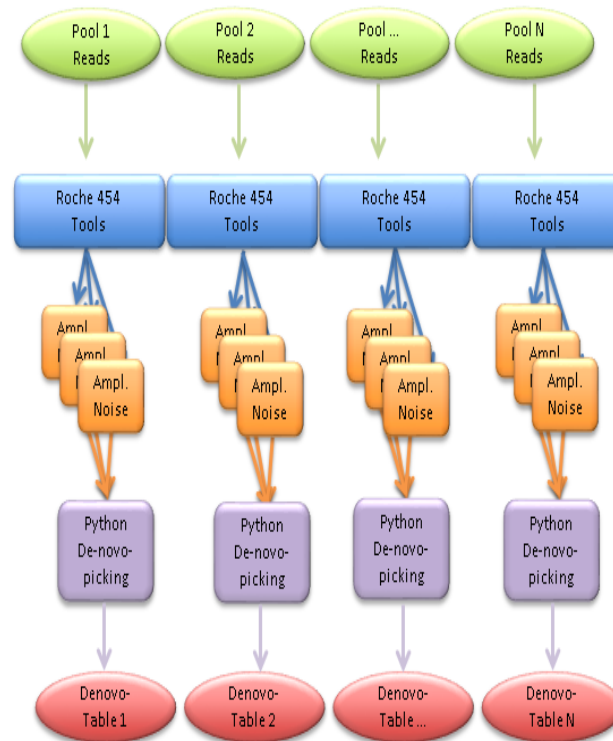 Pool 1
Reads
Pool 2
Reads
Pool ...
Reads
Pool N
Reads
Roche 454
Tools
Roche 454
Tools
Roche 454
Tools
Roche 454
Tools
Ampl.
Ampl.
Ampl.
Noise
Ampl.
Ampl.
Ampl.
Noise
Ampl.
Ampl.
Ampl.
Noise
Ampl.
Ampl.
Ampl.
Noise
Python
De-novo-
picking
Python
De-novo-
picking
Python
De-novo-
picking
Python
De-novo-
picking
Denovo-
Table 1
Denovo-
Table 2
Denovo-
Table ...
Denovo-
Table N